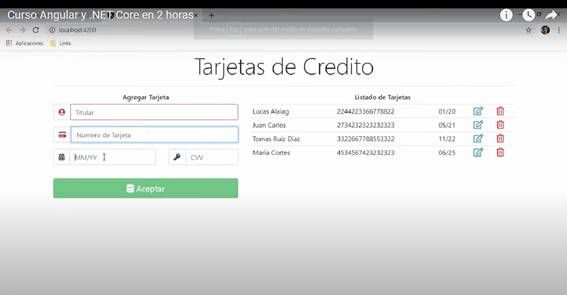 Curso Angular y .NET Core en 2 horas
localhost:4209
Aplicaciones
Links
Pulsa Esc para salir del modo de pantalla completa
Tarjetas de Credito
Agregar Tarjeta
Titular
Numero de Tarjeta
MM/YY
CVV
Aceptar
Listado de Tarjetas
Lucas Alaiag 2244223366778822 01/20
Juan Carlos 2734232323232323 05/21
Tomas Ruiz Diaz 3322667788553322 11/22
Maria Cortes 4534567423232323 06/25